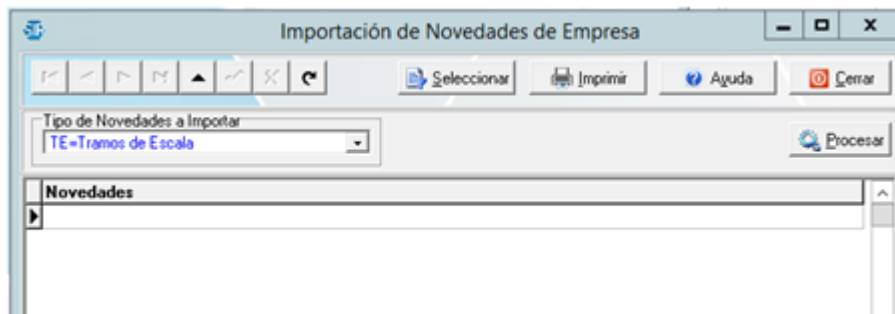 Importación de Novedades de Empresa
Seleccionar Imprimir Ayuda Cerrar
Tipo de Novedades a Importar
TE=Tramos de Escala
Procesar
Novedades